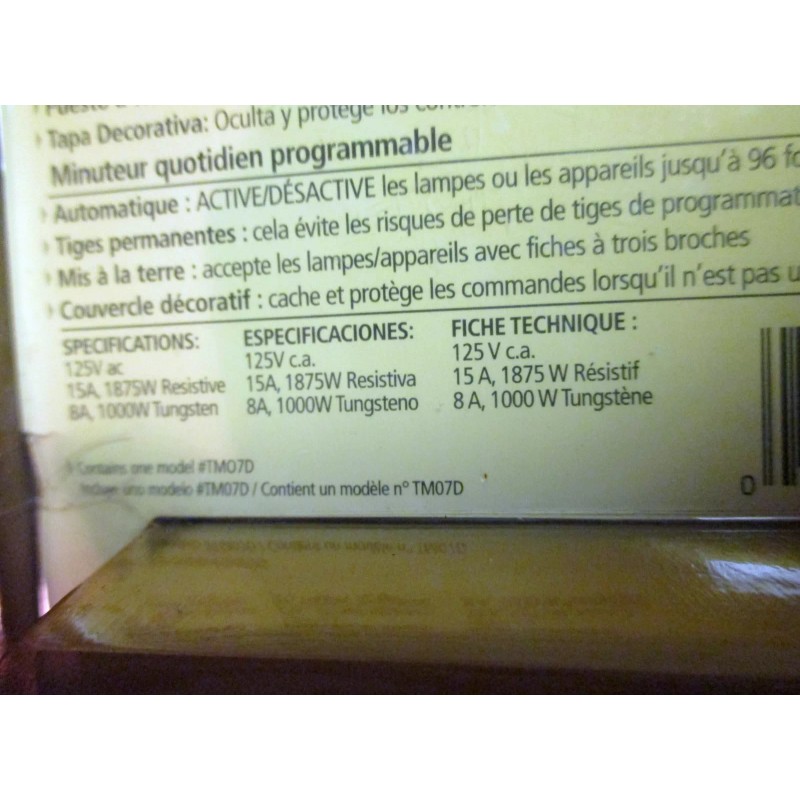 Tapa Decorativa: Oculta y protege los
Minuteur quotidien programmable
Automatique : ACTIVE/DÉSACTIVE les lampes ou les appareils jusqu'à 96
Tiges permanentes : cela évite les risques de perte de tiges de
Mis à la terre : accepte les lampes/appareils avec fiches à trois broches
Couvercle décoratif : cache et protège les commandes lorsqu'il n'est pas
SPECIFICATIONS:
125V ac
15A, 1875W Resistive
8A, 1000W Tungsten
ESPECIFICACIONES:
125V c.a.
15A, 1875W Resistiva
8A, 1000W Tungsteno
FICHE TECHNIQUE :
125 V c.a.
15 A, 1875 W Résistif
8 A, 1000 W Tungstène
Contains one model #TM07D
Incluye uno modelo #TM07D / Contient un modèle n° TM07D
0